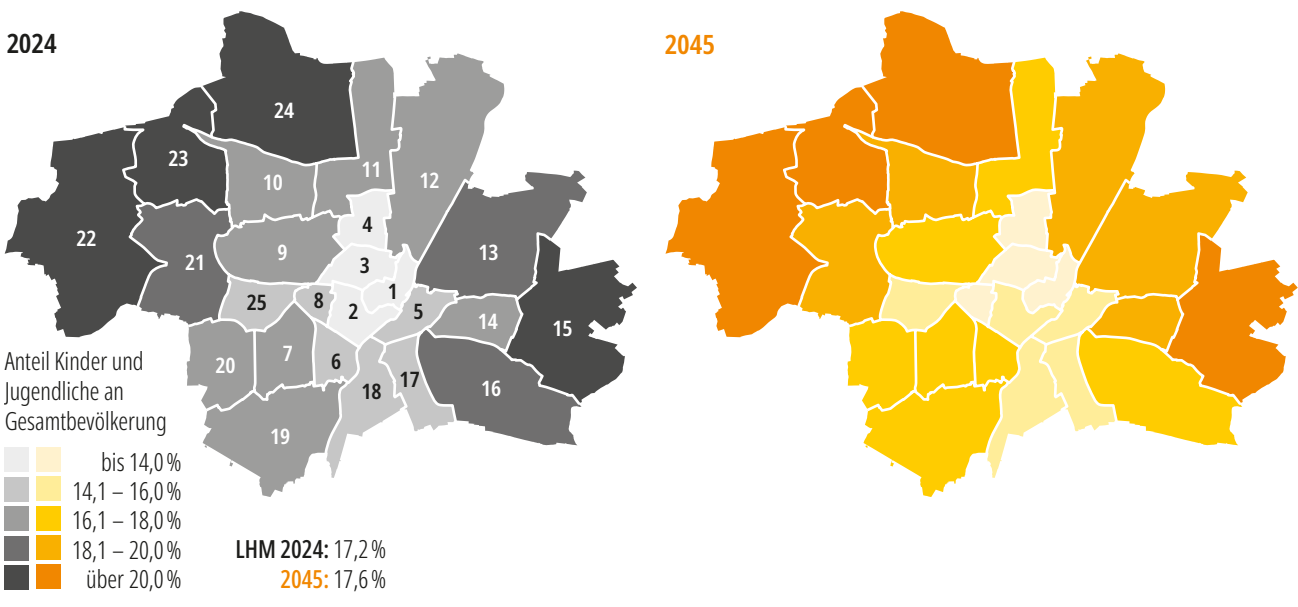 2024
2045
24
23
11
10
12
4
22
9
13
21
3
1
25
8
2
5
14
15
20
7
6
17
16
18
19
Anteil Kinder und
Jugendliche an
Gesamtbevölkerung
bis 14,0 %
14,1 – 16,0 %
16,1 – 18,0 %
18,1 – 20,0 %
über 20,0 %
LHM 2024: 17,2 %
2045: 17,6 %